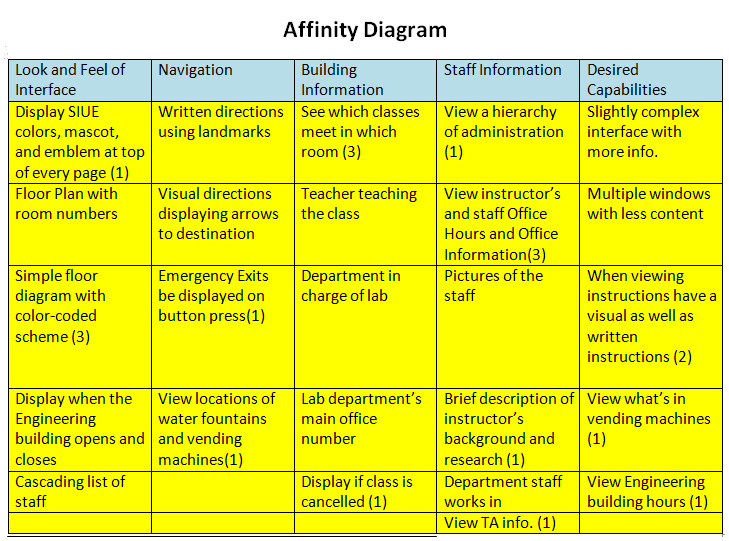 Affinity Diagram
Look and Feel of
Interface
Navigation
Building
Information
Staff Information
Desired
Capabilities
Display SIUE
colors, mascot,
and emblem at top
of every page (1)
Written directions
using landmarks
See which classes
meet in which
room (3)
View a hierarchy
of administration
(1)
Slightly complex
interface with
more info.
Floor Plan with
room numbers
Visual directions
displaying arrows
to destination
Teacher teaching
the class
View instructor's
and staff Office
Hours and Office
Information(3)
Multiple windows
with less content
Simple floor
diagram with
color-coded
scheme (3)
Emergency Exits
be displayed on
button press(1)
Department in
charge of lab
Pictures of the
staff
When viewing
instructions have a
visual as well as
written
instructions (2)
Display when the
Engineering
building opens and
closes
View locations of
water fountains
and vending
machines(1)
Lab department's
main office
number
Brief description of
instructor's
background and
research (1)
View what's in
vending machines
(1)
Cascading list of
staff
Display if class is
cancelled (1)
Department staff
works in
View Engineering
building hours (1)
View TA info. (1)